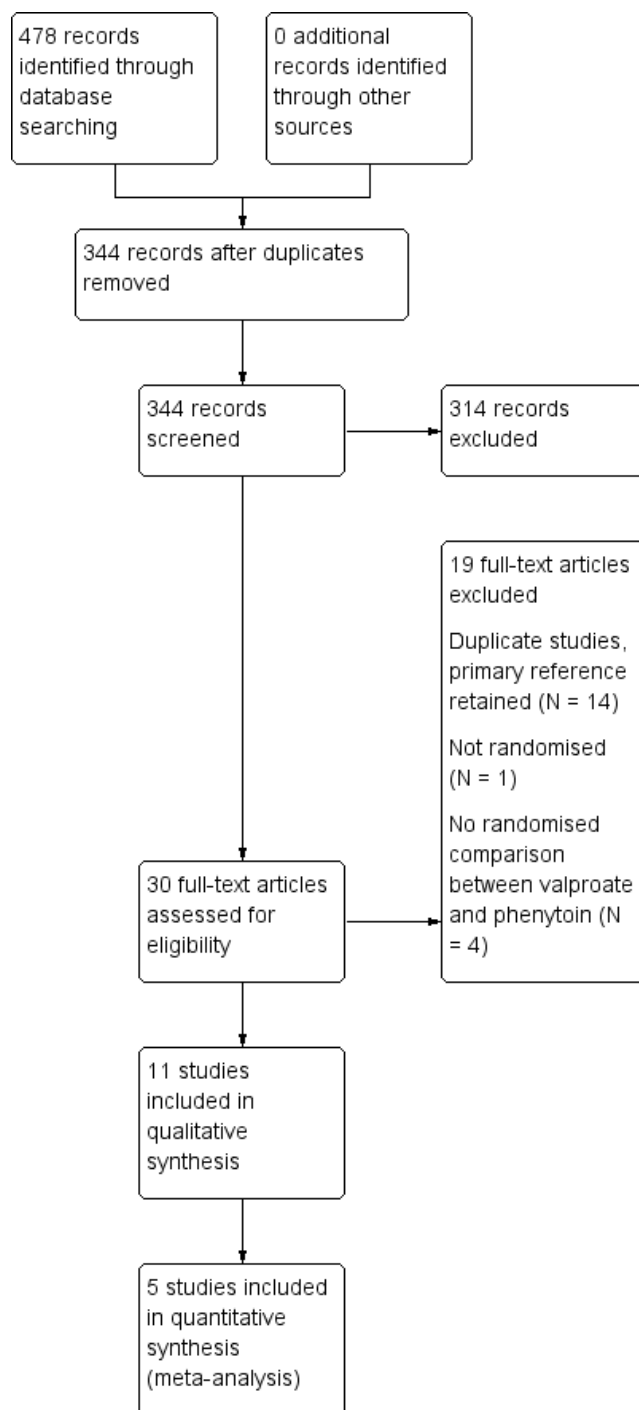 478 records
identified through
database
searching
0 additional
records identified
through other
sources
344 records after duplicates
removed
344 records
screened
314 records
excluded
19 full-text articles
excluded
Duplicate studies,
primary reference
retained (N = 14)
Not randomised
(N = 1)
No randomised
comparison
between valproate
and phenytoin (N
= 4)
30 full-text articles
assessed for
eligibility
11 studies
included in
qualitative
synthesis
5 studies included
in quantitative
synthesis
(meta-analysis)